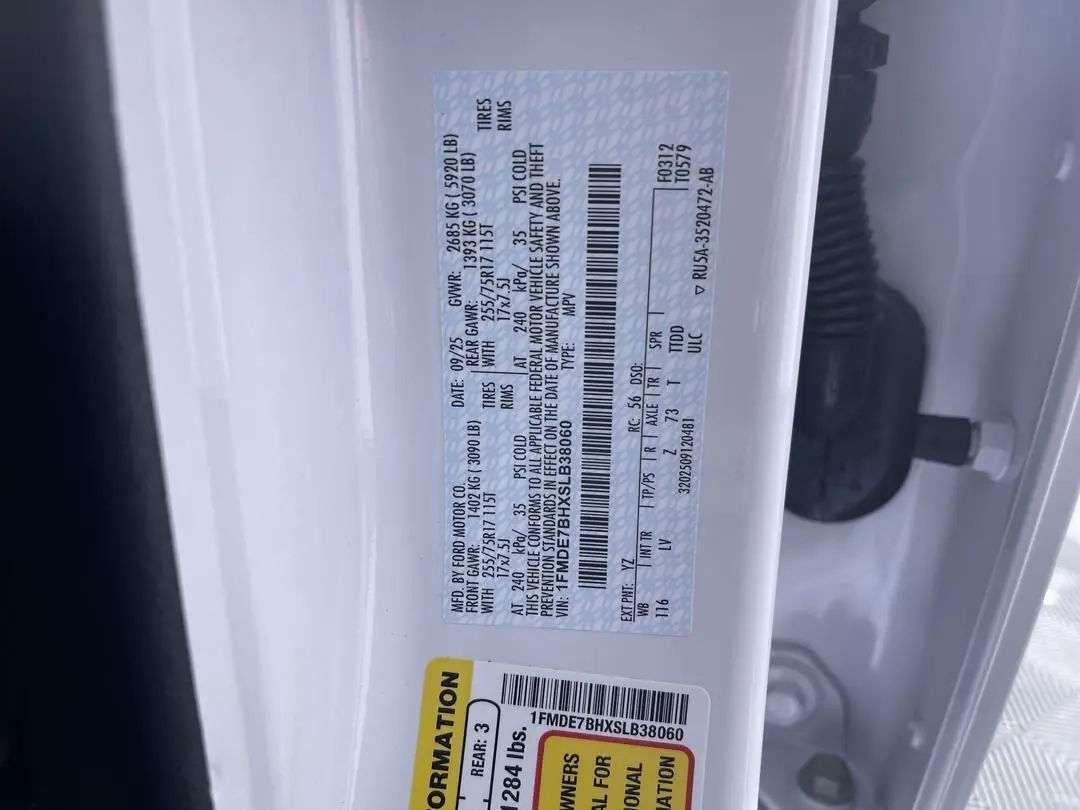 MFD. BY FORD MOTOR CO.
DATE: 09/25 GVWR: 2685 KG ( 5920 LB)
FRONT GAWR: 1402 KG ( 3090 LB)
REAR GAWR: 1393 KG ( 3070 LB)
WITH 255/75R17 115T TIRES
WITH 255/75R17 115T TIRES
17x7.5J RIMS
17x7.5J RIMS
AT 240 kPa/ 35 PSI COLD
AT 240 kPa/ 35 PSI COLD
THIS VEHICLE CONFORMS TO ALL APPLICABLE FEDERAL MOTOR VEHICLE SAFETY AND THEFT
PREVENTION STANDARDS IN EFFECT ON THE DATE OF MANUFACTURE SHOWN ABOVE.
VIN: 1FMDE7BHXSLB38060 TYPE: MPV
EXT PNT: YZ RC: 56 DSO: F0312
T0579
WB INT TR TP/PS R AXLE TR SPR
116 LV Z 73 T TTDD
ULC
3202509120481 ▽ RU5A-3520472-AB
ORMATION
REAR: 3
1284 lbs.
1FMDE7BHXSLB38060
OWNERS
AL FOR
IONAL
MATION